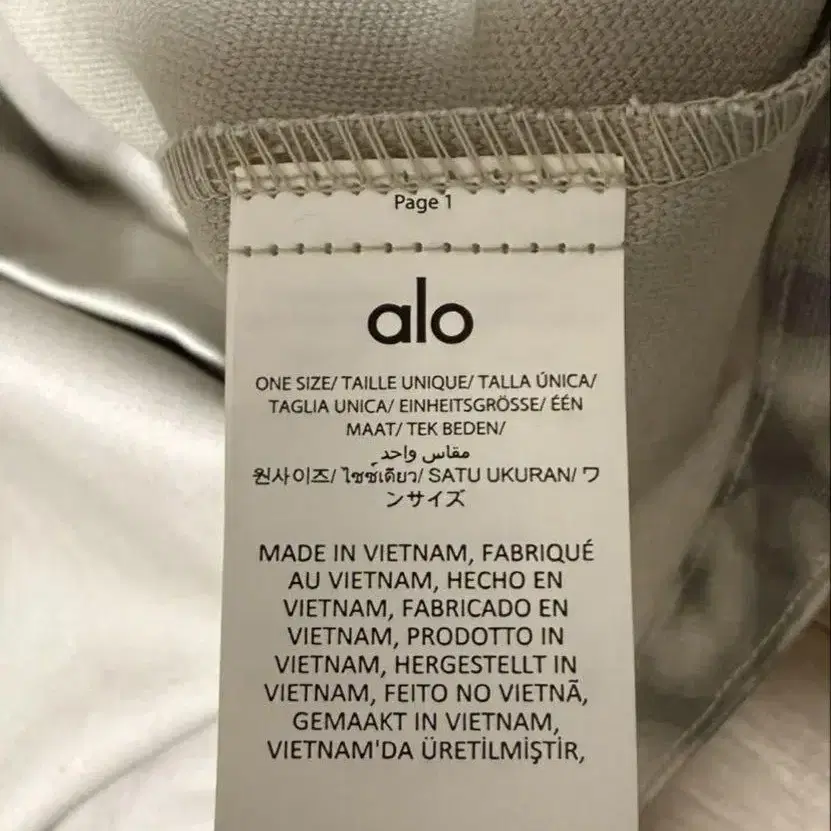 Page 1
alo
ONE SIZE/ TAILLE UNIQUE/ TALLA ÚNICA/
TAGLIA UNICA/ EINHEITSGRÖSSE/ ÉÉN
MAAT/ TEK BEDEN/
مقاس واحد
원사이즈/ ไซซ์เดียว/ SATU UKURAN/ ワ
ンサイズ
MADE IN VIETNAM, FABRIQUÉ
AU VIETNAM, HECHO EN
VIETNAM, FABRICADO EN
VIETNAM, PRODOTTO IN
VIETNAM, HERGESTELLT IN
VIETNAM, FEITO NO VIETNÃ,
GEMAAKT IN VIETNAM,
VIETNAM'DA ÜRETİLMİŞTİR,